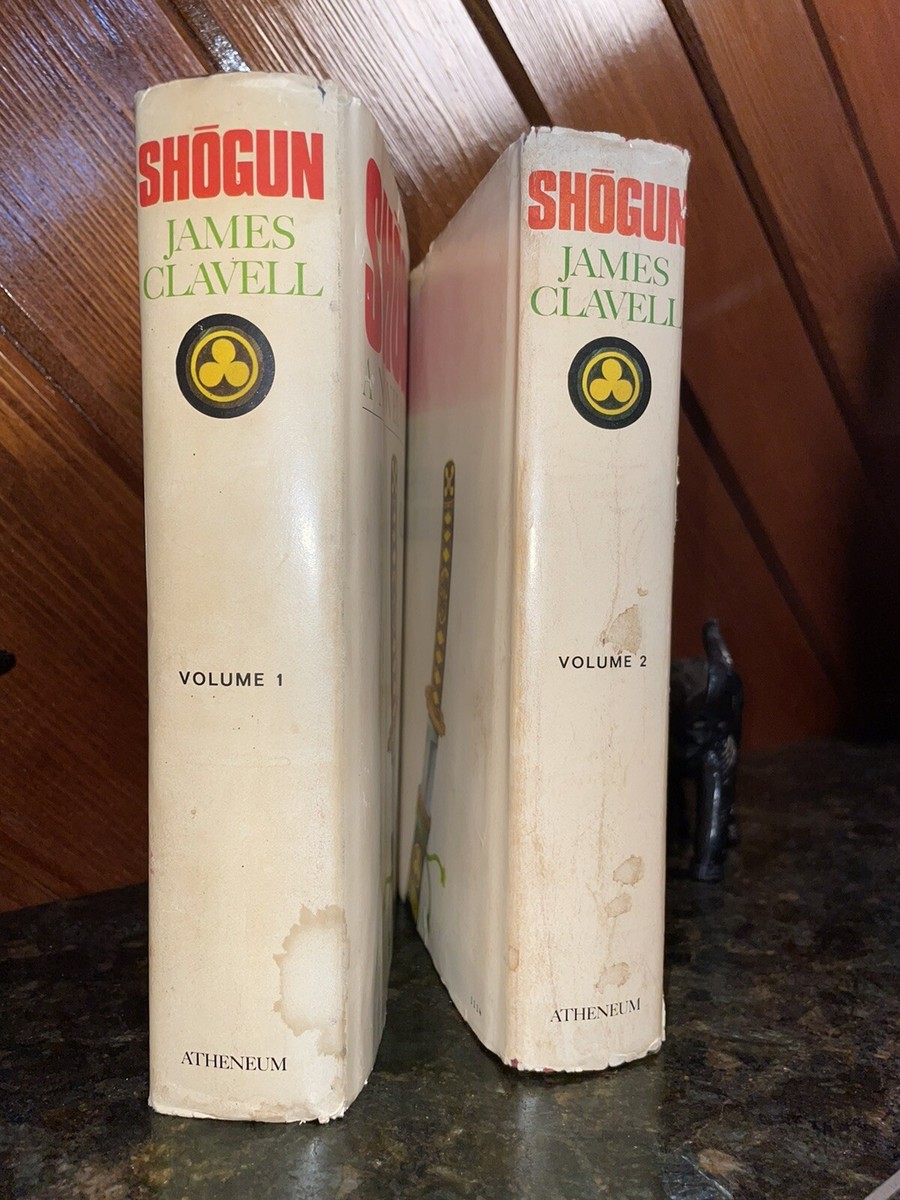 SHŌGUN
JAMES
CLAVELL
VOLUME 1
ATHENEUM
SHŌGUN
JAMES
CLAVELL
VOLUME 2
ATHENEUM